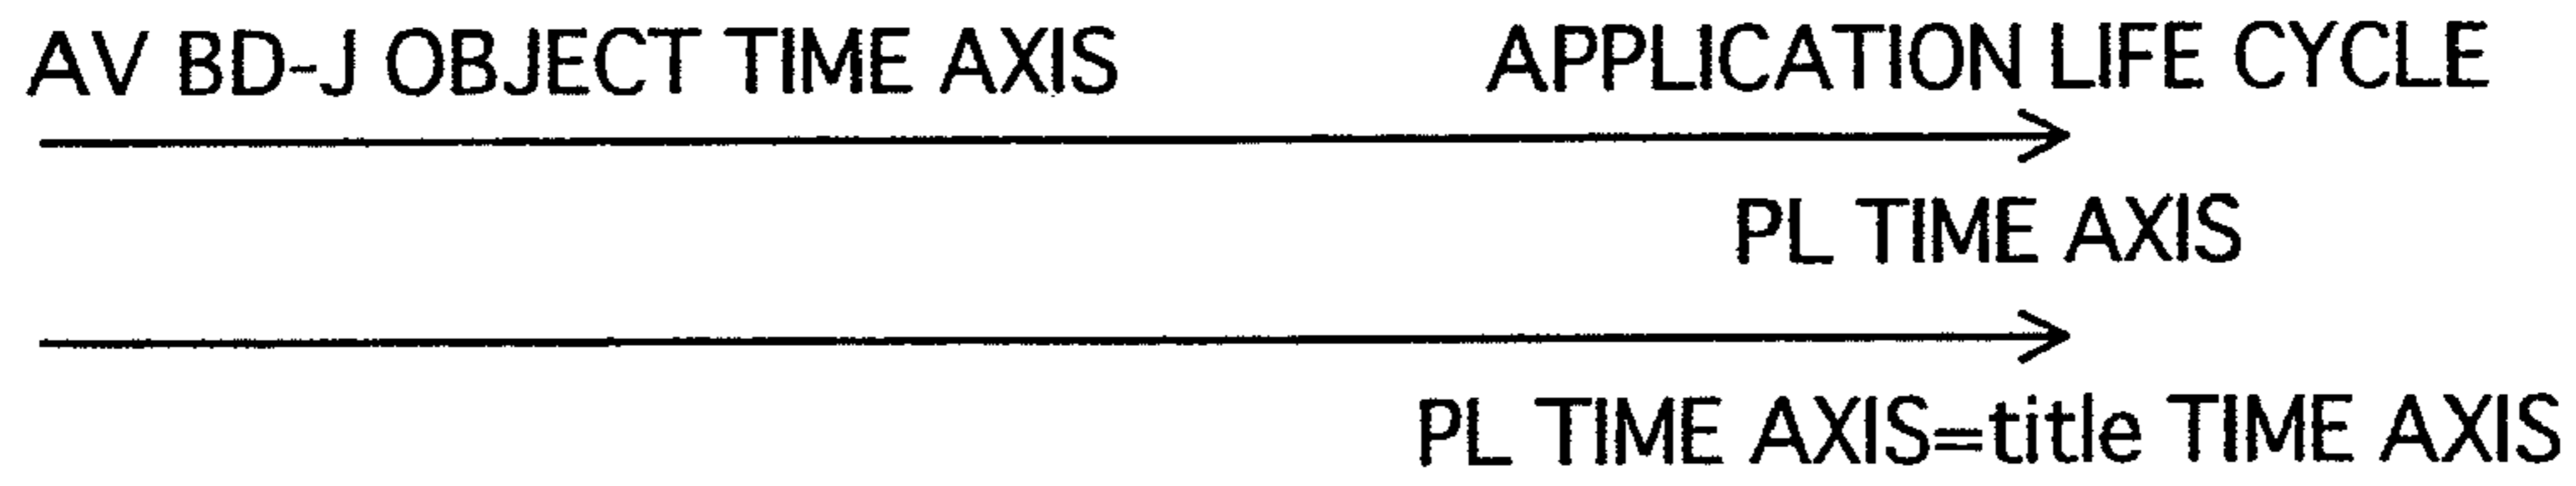 AV BD-J OBJECT TIME AXIS APPLICATION LIFE CYCLE
PL TIME AXIS
PL TIME AXIS=title TIME AXIS